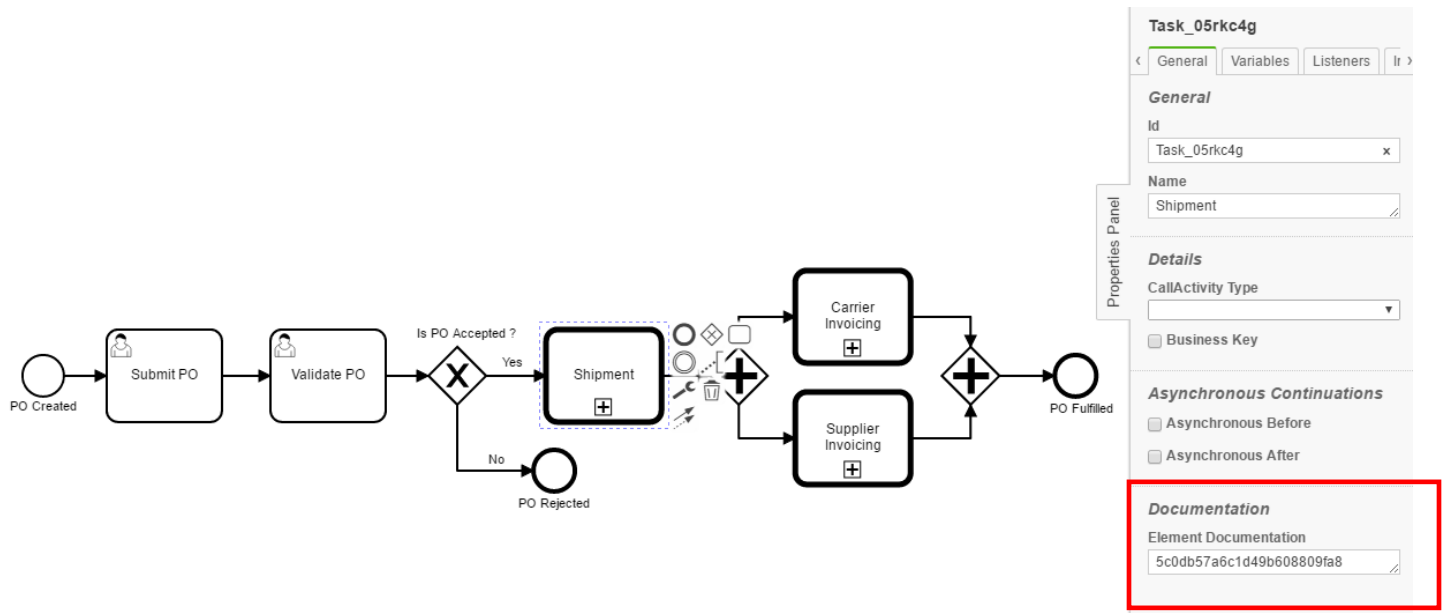 PO Created
Submit PO
Validate PO
Is PO Accepted ?
Yes
No
PO Rejected
Shipment
Carrier
Invoicing
Supplier
Invoicing
PO Fulfilled
Properties Panel
Task_05rkc4g
General
Variables
Listeners
General
Id
Task_05rkc4g
x
Name
Shipment
Details
CallActivity Type
Business Key
Asynchronous Continuations
Asynchronous Before
Asynchronous After
Documentation
Element Documentation
5c0db57a6c1d49b608809fa8